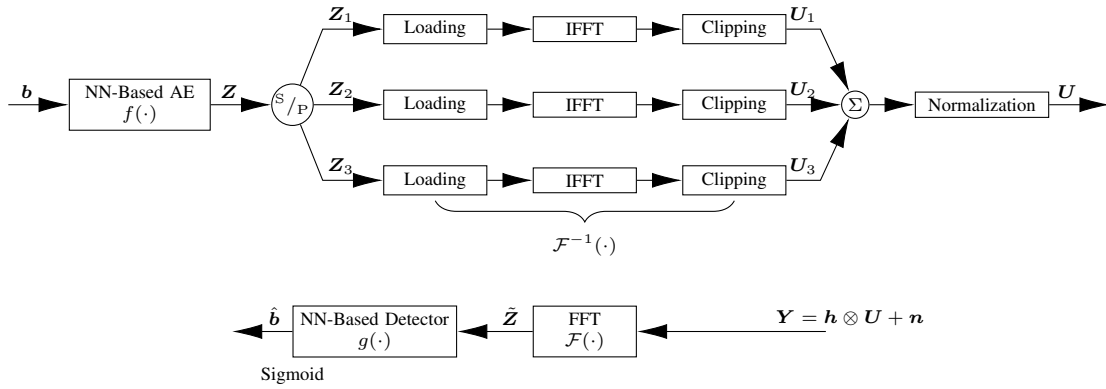 𝒁₁ Loading IFFT Clipping 𝑼₁
𝒃 NN-Based AE 𝒁 S/P 𝒁₂ Loading IFFT Clipping 𝑼₂ Σ Normalization 𝑼
f(·)
𝒁₃ Loading IFFT Clipping 𝑼₃
ℱ⁻¹(·)
𝒃̂ NN-Based Detector 𝒁̃ FFT 𝒀 = 𝒉 ⊗ 𝑼 + 𝒏
g(·) ℱ(·)
Sigmoid